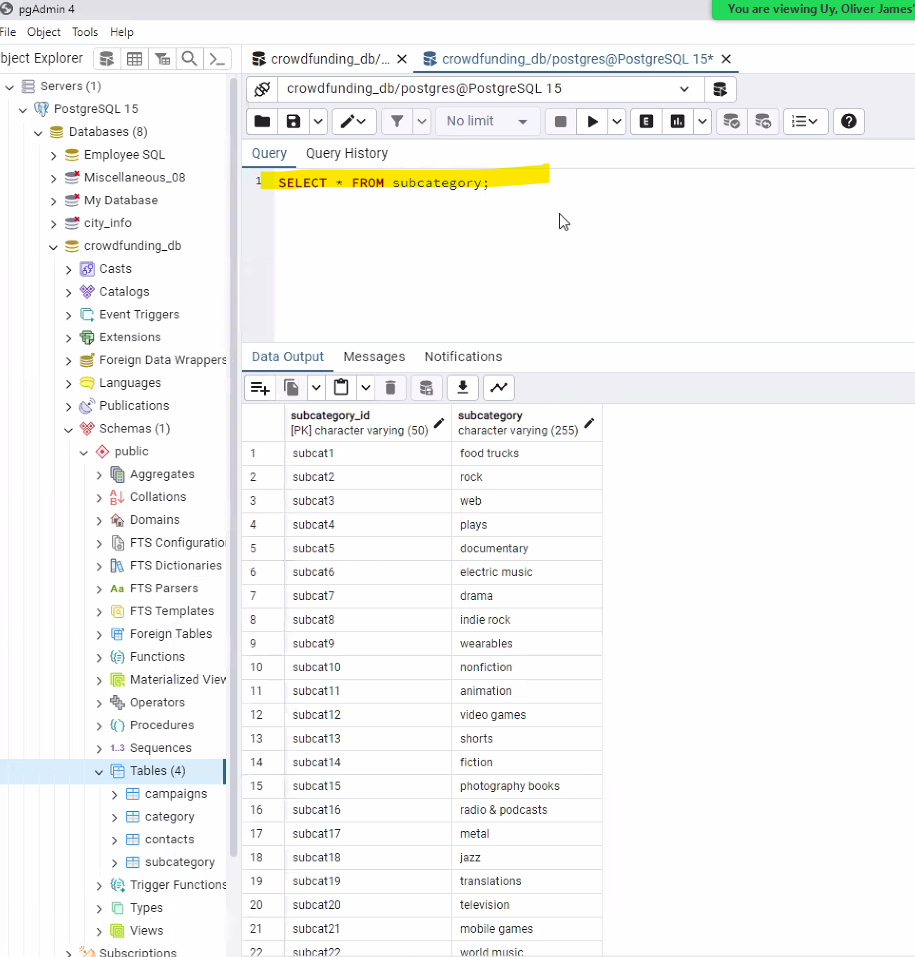 pgAdmin 4
You are viewing Uy, Oliver James'
File Object Tools Help
Object Explorer
crowdfunding_db/...
crowdfunding_db/postgres@PostgreSQL 15*
Servers (1)
PostgreSQL 15
Databases (8)
Employee SQL
Miscellaneous_08
My Database
city_info
crowdfunding_db
Casts
Catalogs
Event Triggers
Extensions
Foreign Data Wrappers
Languages
Publications
Schemas (1)
public
Aggregates
Collations
Domains
FTS Configuratio
FTS Dictionaries
FTS Parsers
FTS Templates
Foreign Tables
Functions
Materialized View
Operators
Procedures
1..3 Sequences
Tables (4)
campaigns
category
contacts
subcategory
Trigger Functions
Types
Views
Subscriptions
crowdfunding_db/postgres@PostgreSQL 15
No limit
Query Query History
1 SELECT * FROM subcategory;
Data Output Messages Notifications
subcategory_id subcategory
[PK] character varying (50) character varying (255)
1 subcat1 food trucks
2 subcat2 rock
3 subcat3 web
4 subcat4 plays
5 subcat5 documentary
6 subcat6 electric music
7 subcat7 drama
8 subcat8 indie rock
9 subcat9 wearables
10 subcat10 nonfiction
11 subcat11 animation
12 subcat12 video games
13 subcat13 shorts
14 subcat14 fiction
15 subcat15 photography books
16 subcat16 radio & podcasts
17 subcat17 metal
18 subcat18 jazz
19 subcat19 translations
20 subcat20 television
21 subcat21 mobile games
22 subcat22 world music